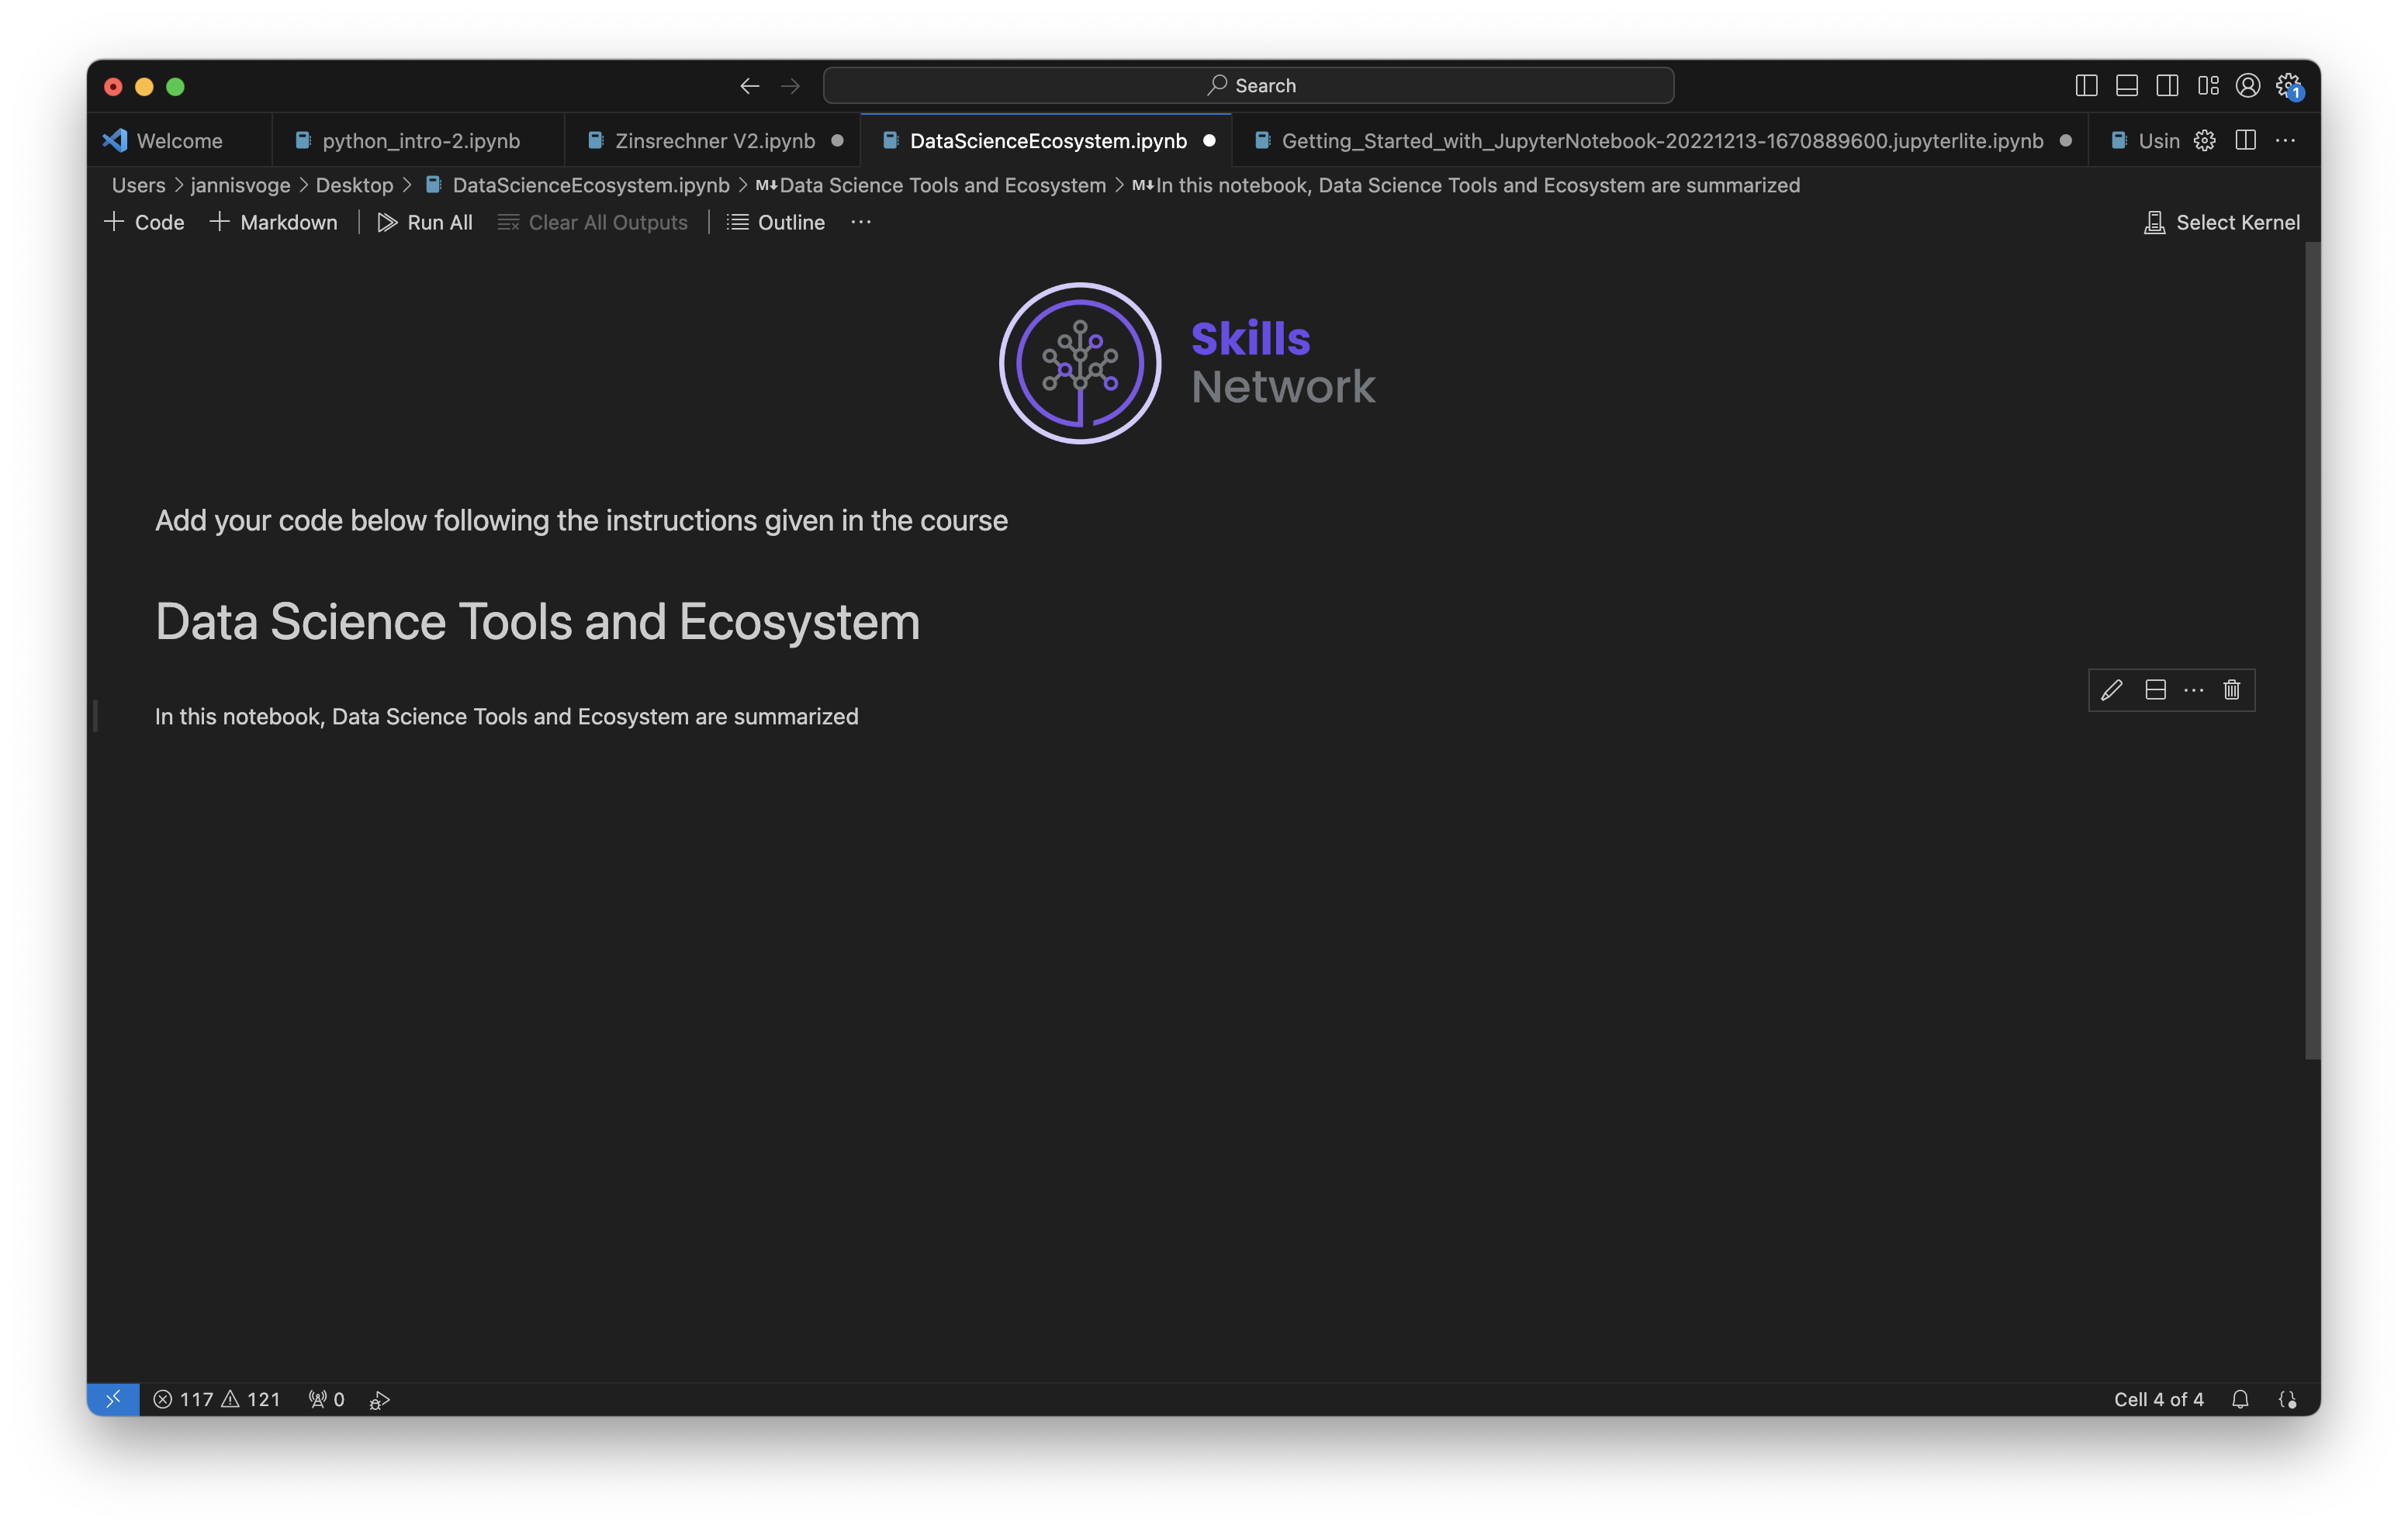 Search
1
Welcome
python_intro-2.ipynb
Zinsrechner V2.ipynb
DataScienceEcosystem.ipynb
Getting_Started_with_JupyterNotebook-20221213-1670889600.jupyterlite.ipynb
Usin
Users > jannisvoge > Desktop > DataScienceEcosystem.ipynb > M↓Data Science Tools and Ecosystem > M↓In this notebook, Data Science Tools and Ecosystem are summarized
+ Code + Markdown | Run All Clear All Outputs | Outline ···
Select Kernel
Skills
Network
Add your code below following the instructions given in the course
Data Science Tools and Ecosystem
In this notebook, Data Science Tools and Ecosystem are summarized
117 121 0
Cell 4 of 4